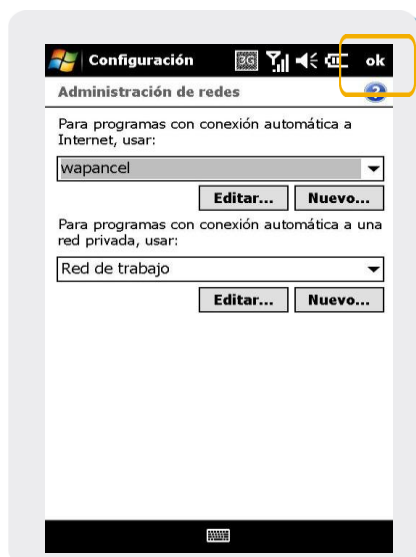 Configuración 3G ok
Administración de redes ?
Para programas con conexión automática a
Internet, usar:
wapancel
Editar... Nuevo...
Para programas con conexión automática a una
red privada, usar:
Red de trabajo
Editar... Nuevo...